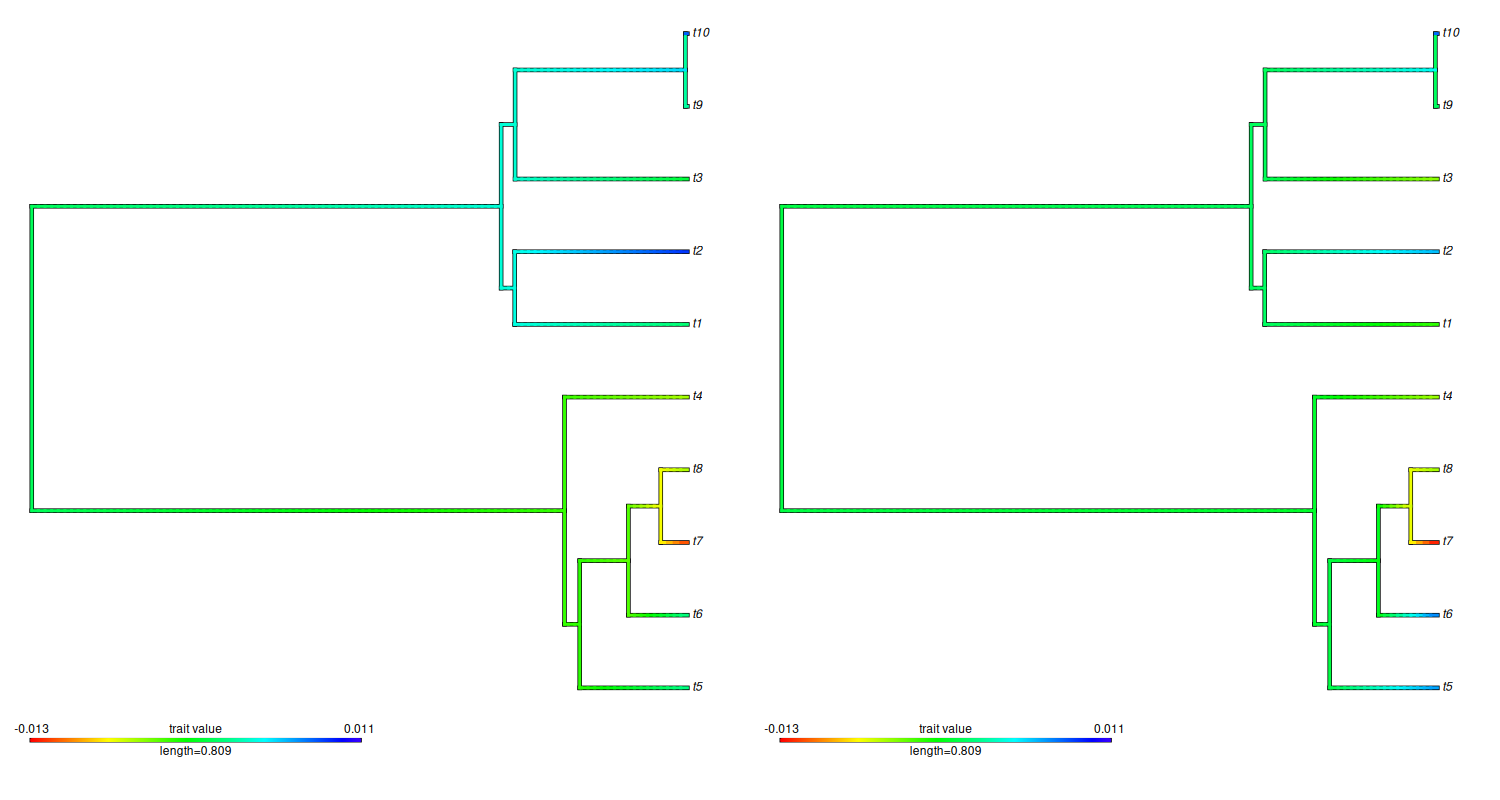 t10
t9
t3
t2
t1
t4
t8
t7
t6
t5
-0.013 trait value 0.011
length=0.809
t10
t9
t3
t2
t1
t4
t8
t7
t6
t5
-0.013 trait value 0.011
length=0.809